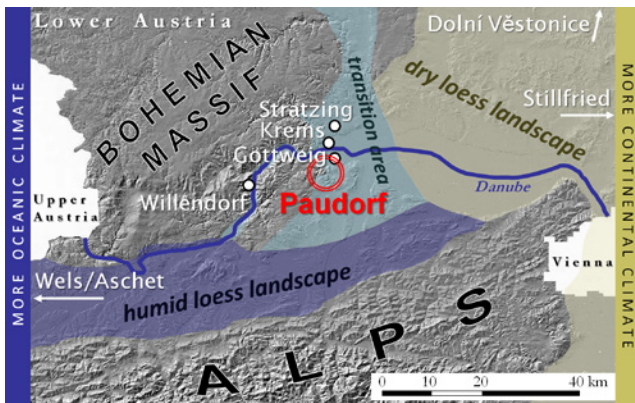 Lower Austria
Dolní Věstonice
BOHEMIAN
MASSIF
transition area
dry loess landscape
Stratzing
Krems
Gottweig
Stillfried
Willendorf
Paudorf
Danube
Upper
Austria
Vienna
Wels/Aschet
humid loess landscape
ALPS
0 10 20 40 km
MORE OCEANIC CLIMATE
MORE CONTINENTAL CLIMATE